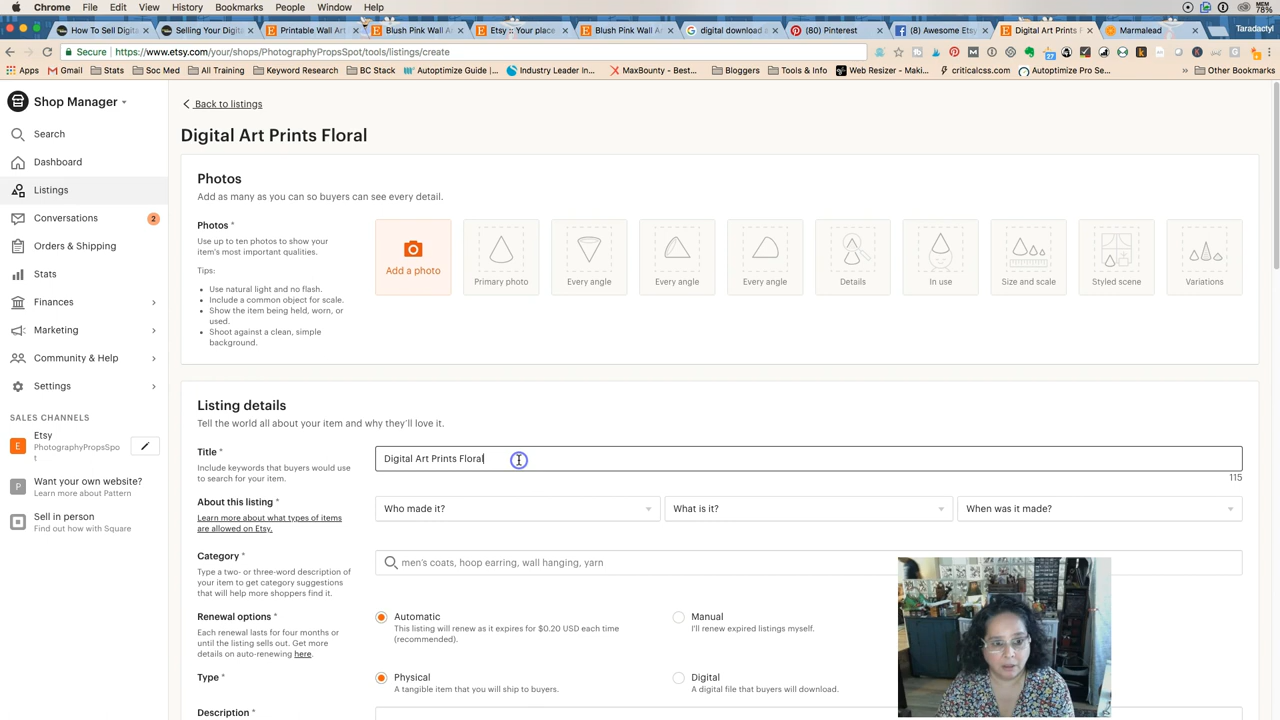 Chrome File Edit View History Bookmarks People Window Help
MEM 78%
How To Sell Digit
Selling Your Digit
Printable Wall Art
Blush Pink Wall A
Etsy :: Your place
Blush Pink Wall A
digital download s
(80) Pinterest
(8) Awesome Etsy
Digital Art Prints F
Marmalead
Taradactyl
Secure https://www.etsy.com/your/shops/PhotographyPropsSpot/tools/listings/create
Apps Gmail Stats Soc Med All Training Keyword Research BC Stack Autoptimize Guide |... Industry Leader In... MaxBounty - Best... Bloggers Tools & Info Web Resizer - Maki... criticalcss.com Autoptimize Pro Se... » Other Bookmarks
Shop Manager
Search
Dashboard
Listings
Conversations 2
Orders & Shipping
Stats
Finances
Marketing
Community & Help
Settings
SALES CHANNELS
E Etsy
PhotographyPropsSpo
t
P Want your own website?
Learn more about Pattern
Sell in person
Find out how with Square
Back to listings
Digital Art Prints Floral
Photos
Add as many as you can so buyers can see every detail.
Photos *
Use up to ten photos to show your
item's most important qualities.
Tips:
• Use natural light and no flash.
• Include a common object for scale.
• Show the item being held, worn, or
used.
• Shoot against a clean, simple
background.
Add a photo
Primary photo
Every angle
Every angle
Every angle
Details
In use
Size and scale
Styled scene
Variations
Listing details
Tell the world all about your item and why they'll love it.
Title *
Include keywords that buyers would use
to search for your item.
Digital Art Prints Floral
115
About this listing *
Learn more about what types of items
are allowed on Etsy.
Who made it?
What is it?
When was it made?
Category *
Type a two- or three-word description of
your item to get category suggestions
that will help more shoppers find it.
men's coats, hoop earring, wall hanging, yarn
Renewal options *
Each renewal lasts for four months or
until the listing sells out. Get more
details on auto-renewing here.
Automatic
This listing will renew as it expires for $0.20 USD each time
(recommended).
Manual
I'll renew expired listings myself.
Type *
Physical
A tangible item that you will ship to buyers.
Digital
A digital file that buyers will download.
Description *